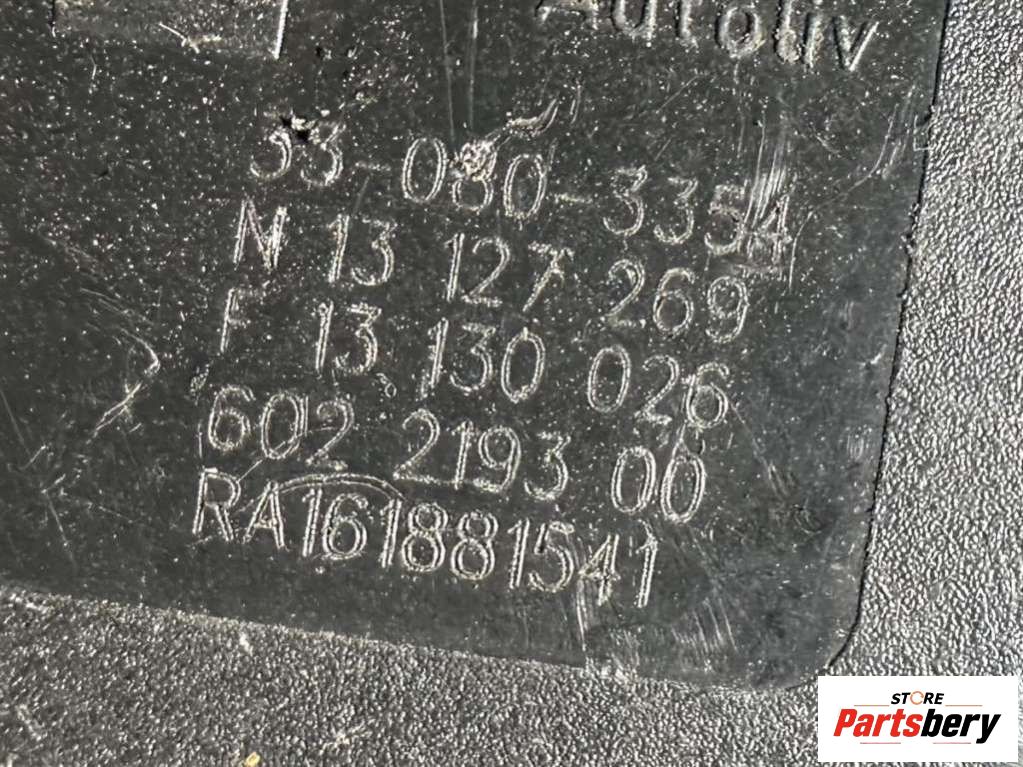 Autoliv
33-080-3354
N 13 127 269
F 13 130 026
602 2193 00
RA161881541
STORE
Partsbery